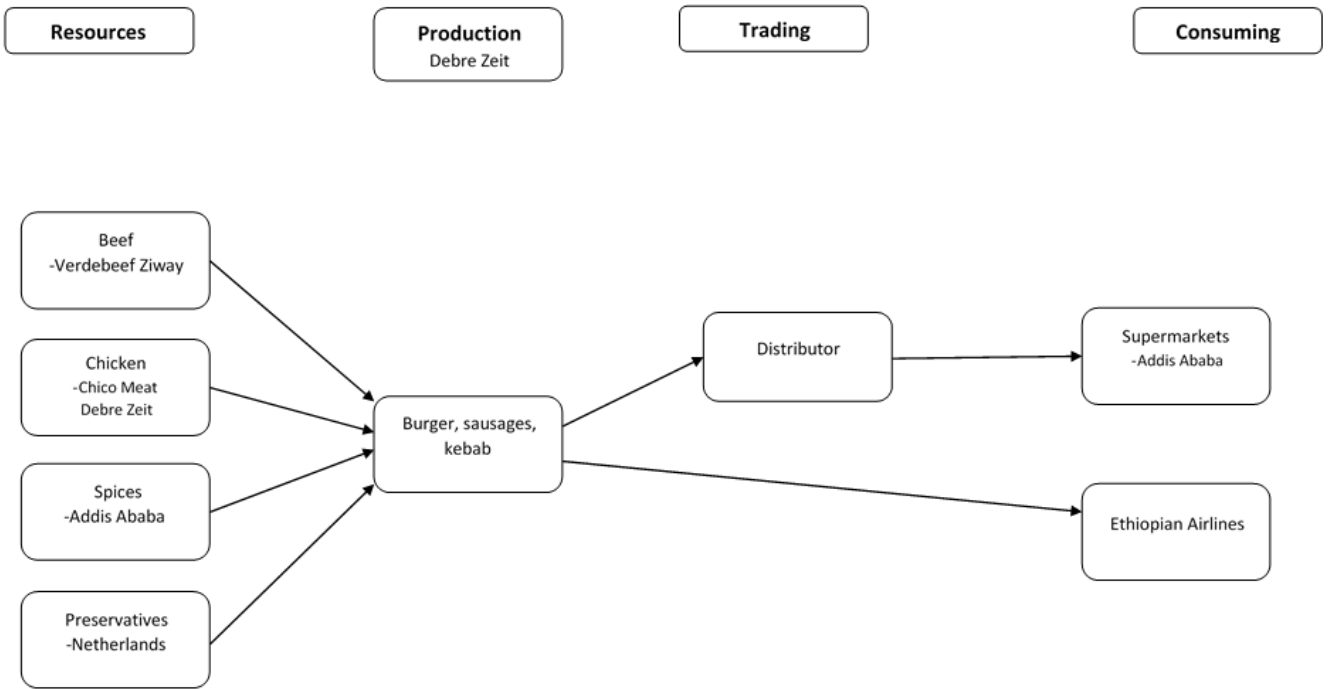 Resources
Production
Debre Zeit
Trading
Consuming
Beef
-Verdebeef Ziway
Chicken
-Chico Meat
Debre Zeit
Spices
-Addis Ababa
Preservatives
-Netherlands
Burger, sausages,
kebab
Distributor
Supermarkets
-Addis Ababa
Ethiopian Airlines